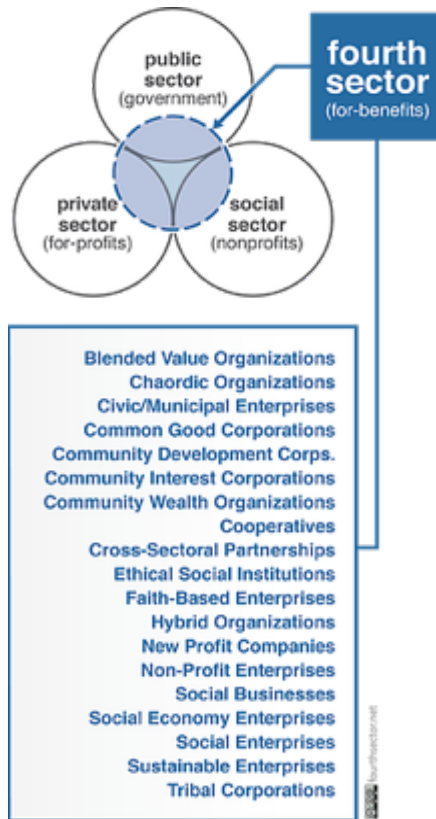 public
sector
(government)
fourth
sector
(for-benefits)
private
sector
(for-profits)
social
sector
(nonprofits)
Blended Value Organizations
Chaordic Organizations
Civic/Municipal Enterprises
Common Good Corporations
Community Development Corps.
Community Interest Corporations
Community Wealth Organizations
Cooperatives
Cross-Sectoral Partnerships
Ethical Social Institutions
Faith-Based Enterprises
Hybrid Organizations
New Profit Companies
Non-Profit Enterprises
Social Businesses
Social Economy Enterprises
Social Enterprises
Sustainable Enterprises
Tribal Corporations
fourthsector.net